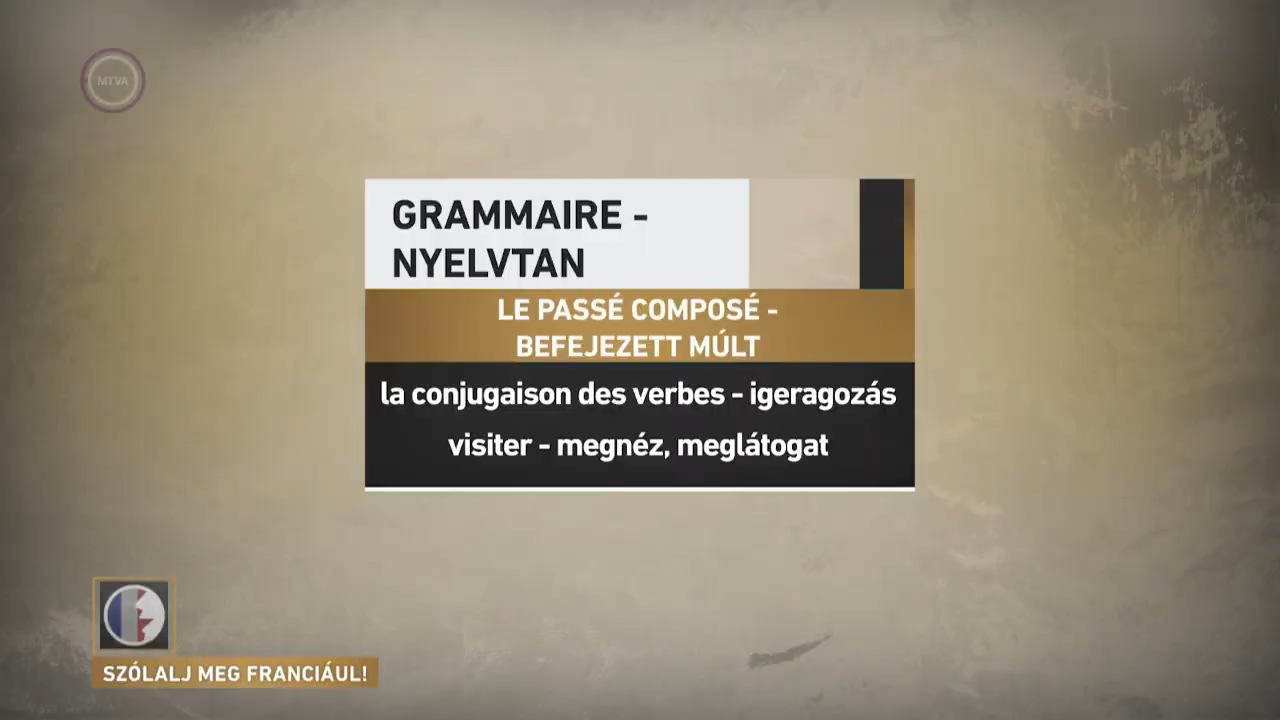 MTVA
GRAMMAIRE -
NYELVTAN
LE PASSÉ COMPOSÉ -
BEFEJEZETT MÚLT
la conjugaison des verbes - igeragozás
visiter - megnéz, meglátogat
SZÓLALJ MEG FRANCIÁUL!